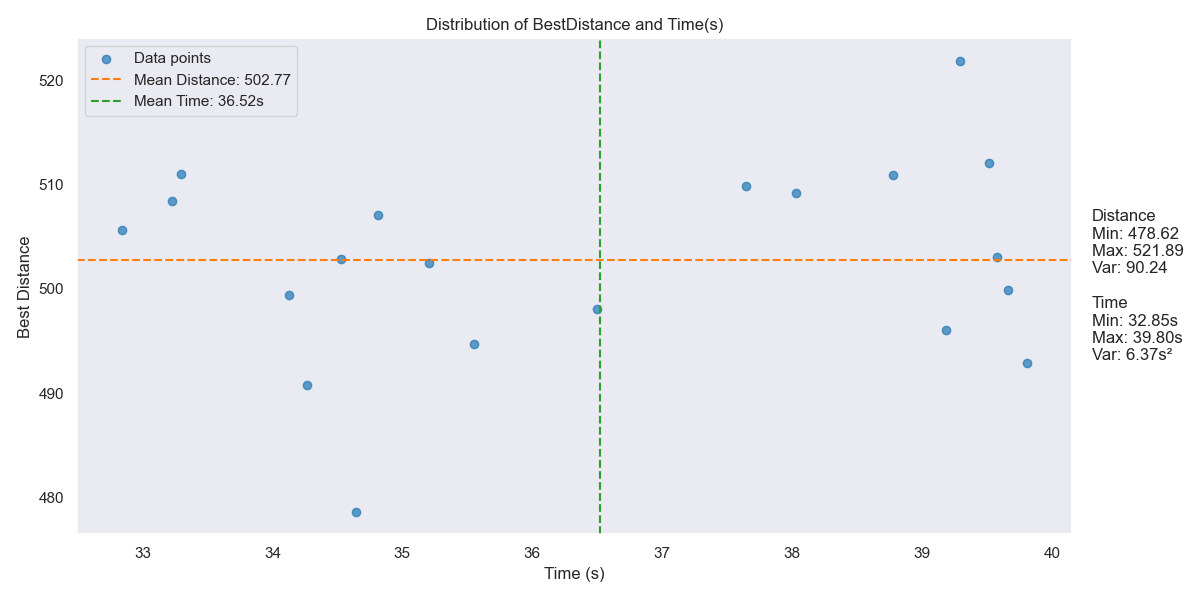 Distribution of BestDistance and Time(s)
Data points
Mean Distance: 502.77
Mean Time: 36.52s
Best Distance
520
510
500
490
480
33
34
35
36
37
38
39
40
Time (s)
Distance
Min: 478.62
Max: 521.89
Var: 90.24
Time
Min: 32.85s
Max: 39.80s
Var: 6.37s²